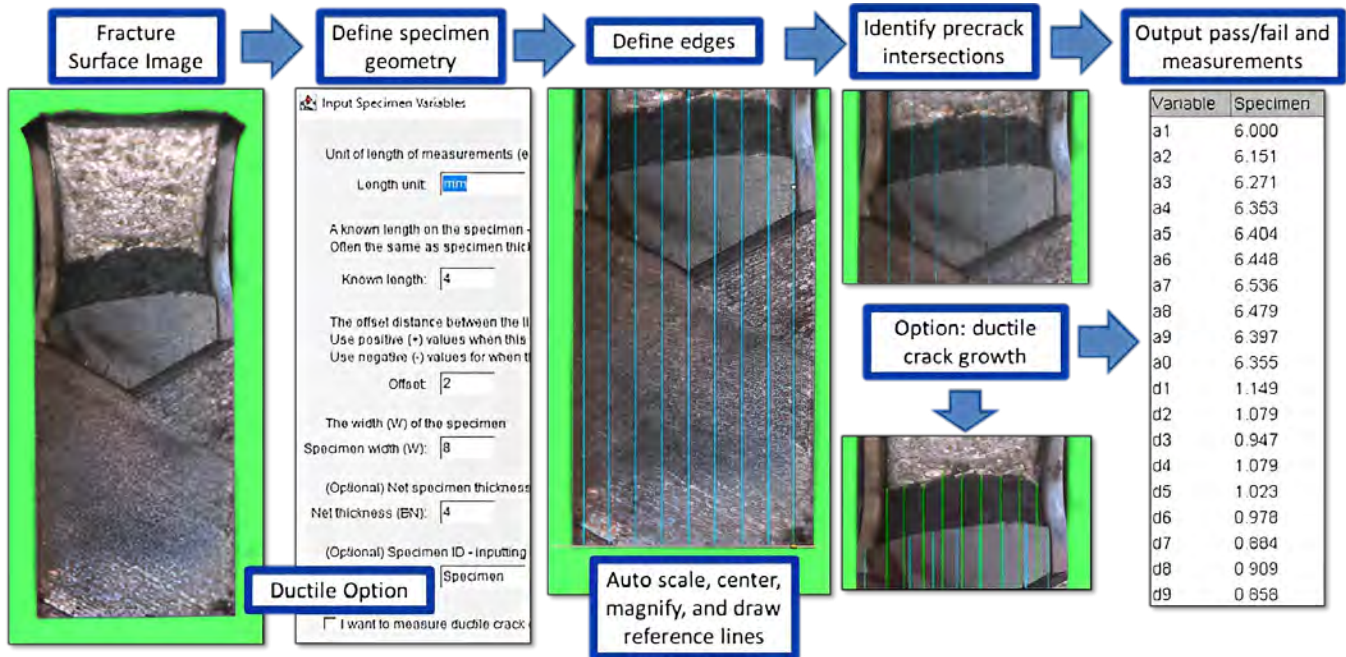 Fracture
Surface Image
Define specimen
geometry
Define edges
Identify precrack
intersections
Output pass/fail and
measurements
Input Specimen Variables
Unit of length of measurements (e
Length unit: mm
A known length on the specimen -
Often the same as specimen thic
Known length: 4
The offset distance between the li
Use positive (+) values when this
Use negative (-) values for when t
Offset: 2
The width (W) of the specimen
Specimen width (W): 8
(Optional) Net specimen thickness
Net thickness (BN): 4
(Optional) Specimen ID - inputting
Specimen
I want to measure ductile crack
Ductile Option
Auto scale, center,
magnify, and draw
reference lines
Option: ductile
crack growth
Variable Specimen
a1 6.000
a2 6.151
a3 6.271
a4 6.353
a5 6.404
a6 6.448
a7 6.536
a8 6.479
a9 6.397
a0 6.355
d1 1.149
d2 1.079
d3 0.947
d4 1.079
d5 1.023
d6 0.978
d7 0.884
d8 0.909
d9 0.858